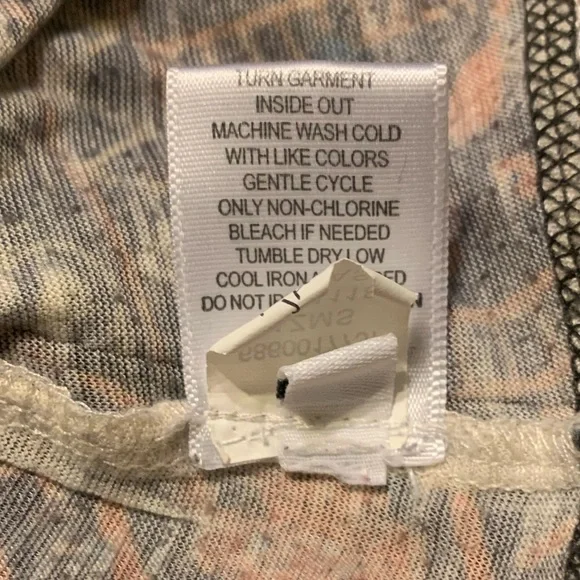 TURN GARMENT
INSIDE OUT
MACHINE WASH COLD
WITH LIKE COLORS
GENTLE CYCLE
ONLY NON-CHLORINE
BLEACH IF NEEDED
TUMBLE DRY LOW
COOL IRON
DO NOT